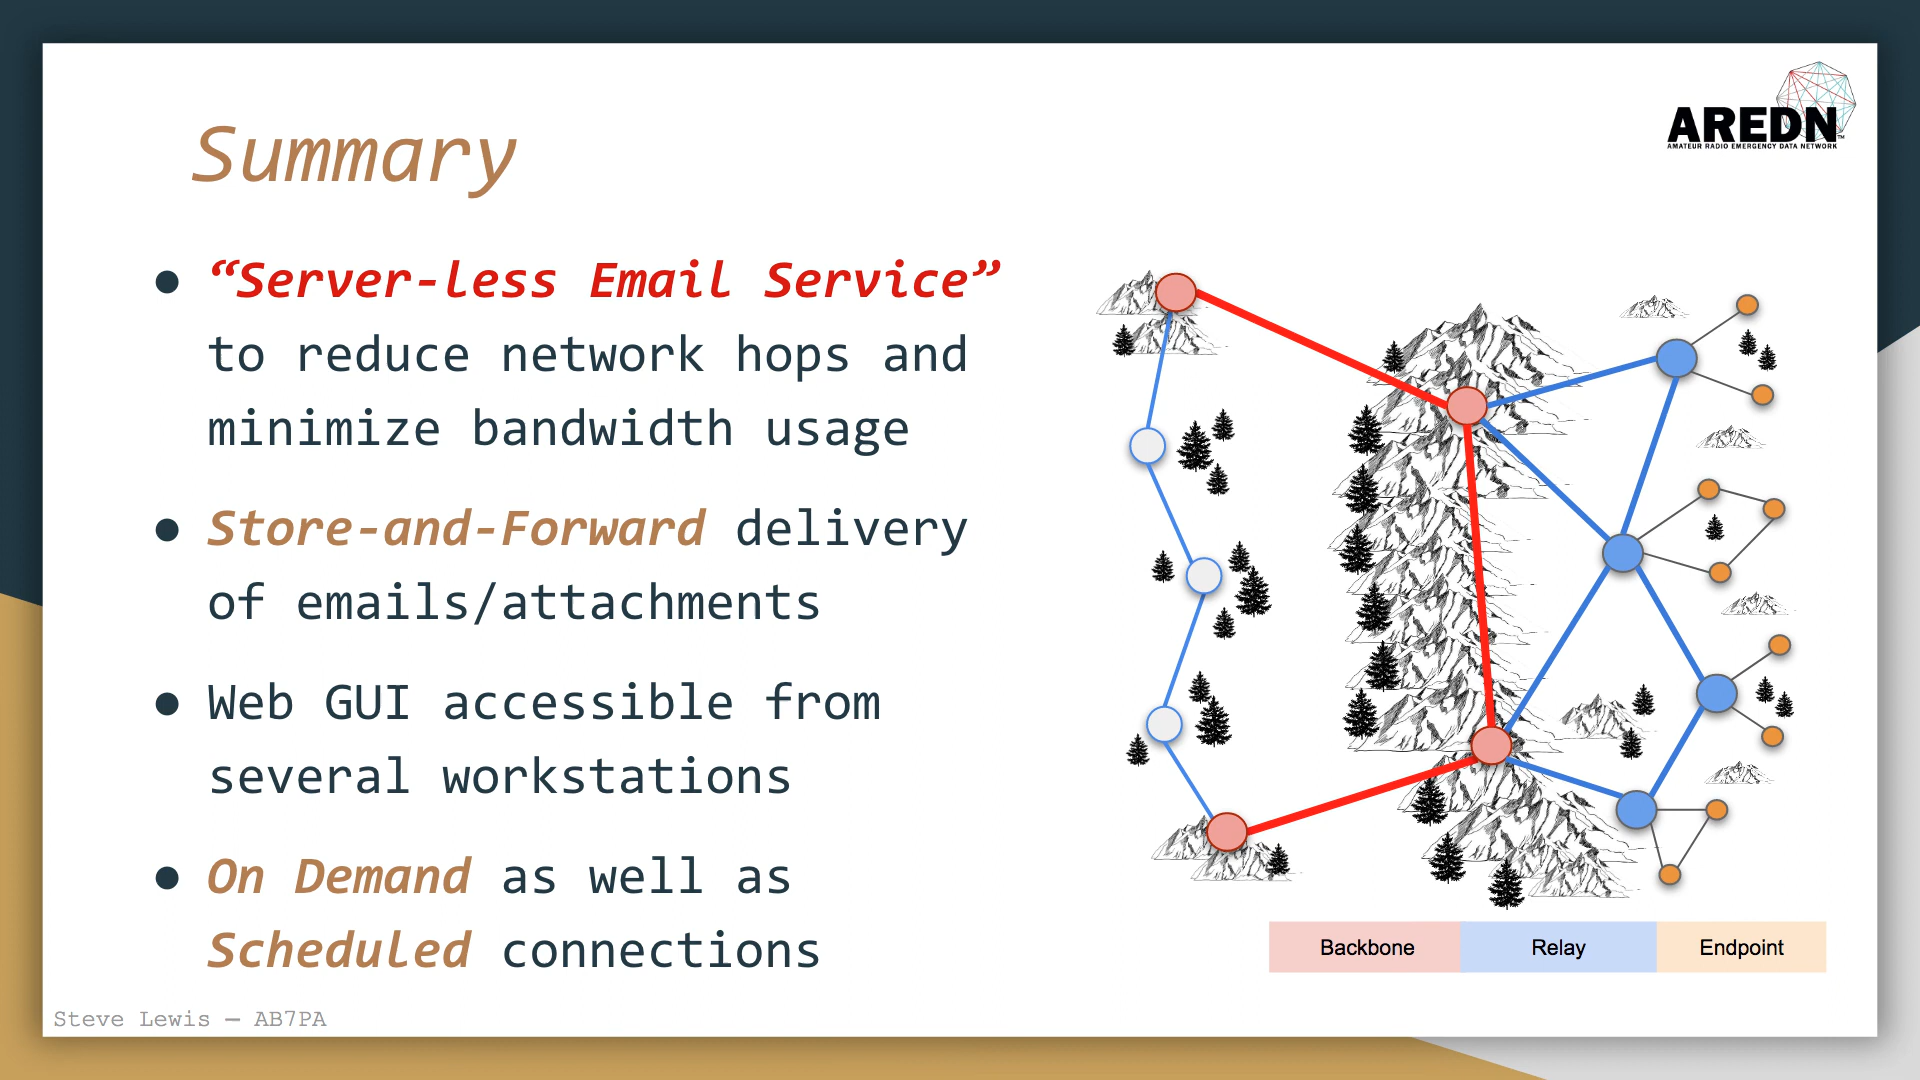 Summary
AREDN™
AMATEUR RADIO EMERGENCY DATA NETWORK
● “Server-less Email Service”
to reduce network hops and
minimize bandwidth usage
● Store-and-Forward delivery
of emails/attachments
● Web GUI accessible from
several workstations
● On Demand as well as
Scheduled connections
Backbone Relay Endpoint
Steve Lewis – AB7PA